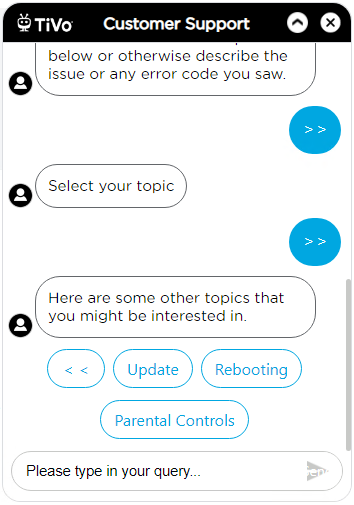 TiVo Customer Support
below or otherwise describe the
issue or any error code you saw.
> >
Select your topic
> >
Here are some other topics that
you might be interested in.
< < Update Rebooting
Parental Controls
Please type in your query...